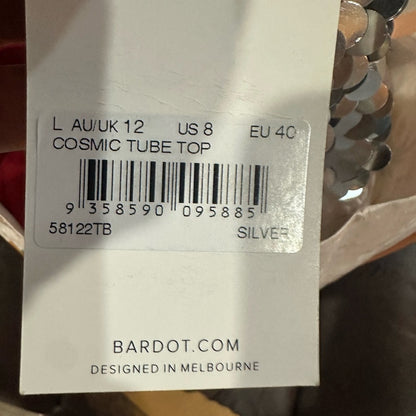 L AU/UK 12 US 8 EU 40
COSMIC TUBE TOP
9 358590 095885
58122TB SILVER
BARDOT.COM
DESIGNED IN MELBOURNE